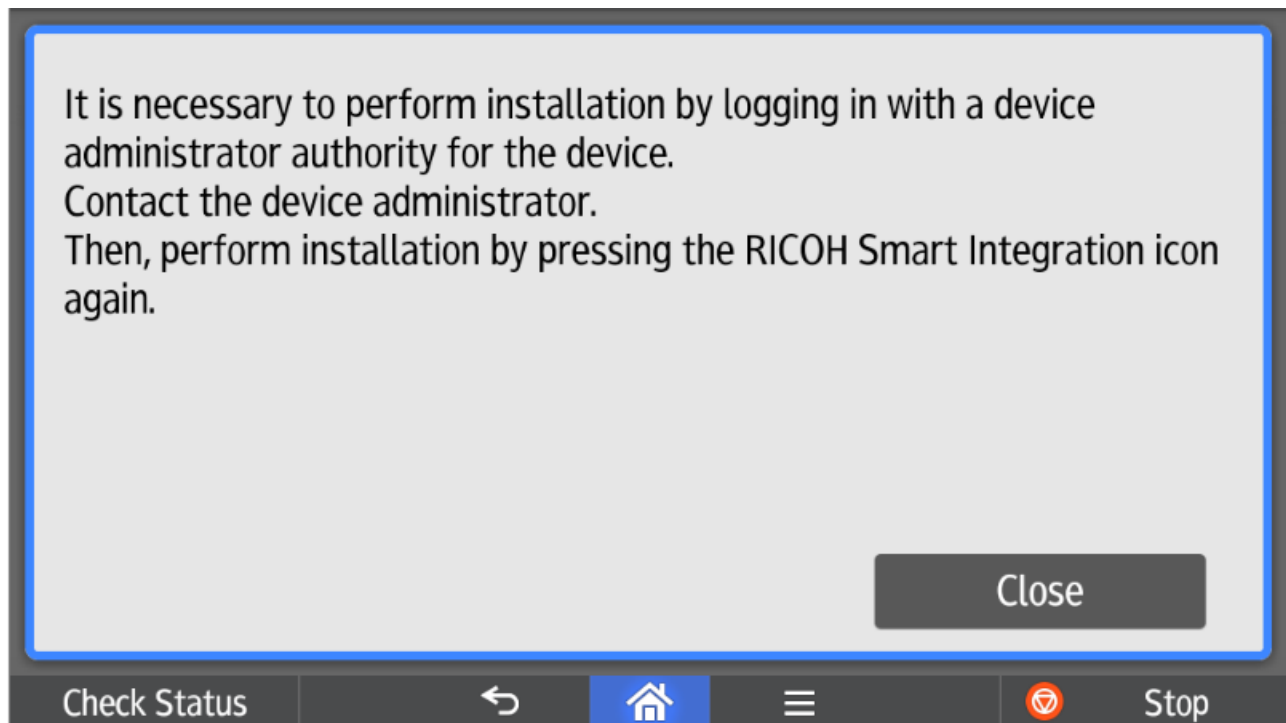 It is necessary to perform installation by logging in with a device
administrator authority for the device.
Contact the device administrator.
Then, perform installation by pressing the RICOH Smart Integration icon
again.
Close
Check Status
Stop